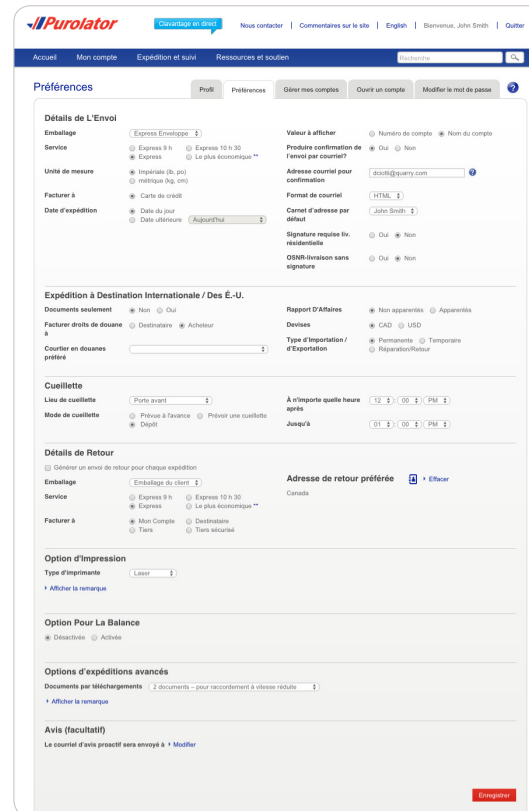 Purolator
Clavardage en direct
Nous contacter | Commentaires sur le site | English | Bienvenue, John Smith | Quitter
Accueil Mon compte Expédition et suivi Ressources et soutien Recherche
Préférences
Profil Préférences Gérer mes comptes Ouvrir un compte Modifier le mot de passe ?
Détails de L'Envoi
Emballage Express Enveloppe
Service Express 9 h Express 10 h 30
Express Le plus économique **
Unité de mesure Impériale (lb, po)
métrique (kg, cm)
Facturer à Carte de crédit
Date d'expédition Date du jour
Date ultérieure Aujourd'hui
Valeur à afficher Numéro de compte Nom du compte
Produire confirmation de Oui Non
l'envoi par courriel?
Adresse courriel pour dciofii@quarry.com ?
confirmation
Format de courriel HTML
Carnet d'adresse par John Smith
défaut
Signature requise liv. Oui Non
résidentielle
OSNR-livraison sans Oui Non
signature
Expédition à Destination Internationale / Des É.-U.
Documents seulement Non Oui
Facturer droits de douane Destinataire Acheteur
à
Courtier en douanes
préféré
Rapport D'Affaires Non apparentés Apparentés
Devises CAD USD
Type d'Importation / Permanente Temporaire
d'Exportation Réparation/Retour
Cueillette
Lieu de cueillette Porte avant
Mode de cueillette Prévue à l'avance Prévoir une cueillette
Dépôt
À n'importe quelle heure 12 : 00 PM
après
Jusqu'à 01 : 00 PM
Détails de Retour
Générer un envoi de retour pour chaque expédition
Emballage Emballage du client
Service Express 9 h Express 10 h 30
Express Le plus économique **
Facturer à Mon Compte Destinataire
Tiers Tiers sécurisé
Adresse de retour préférée Effacer
Canada
Option d'Impression
Type d'imprimante Laser
Afficher la remarque
Option Pour La Balance
Désactivée Activée
Options d'expéditions avancés
Documents par téléchargements 2 documents – pour raccordement à vitesse réduite
Afficher la remarque
Avis (facultatif)
Le courriel d'avis proactif sera envoyé à Modifier
Enregistrer